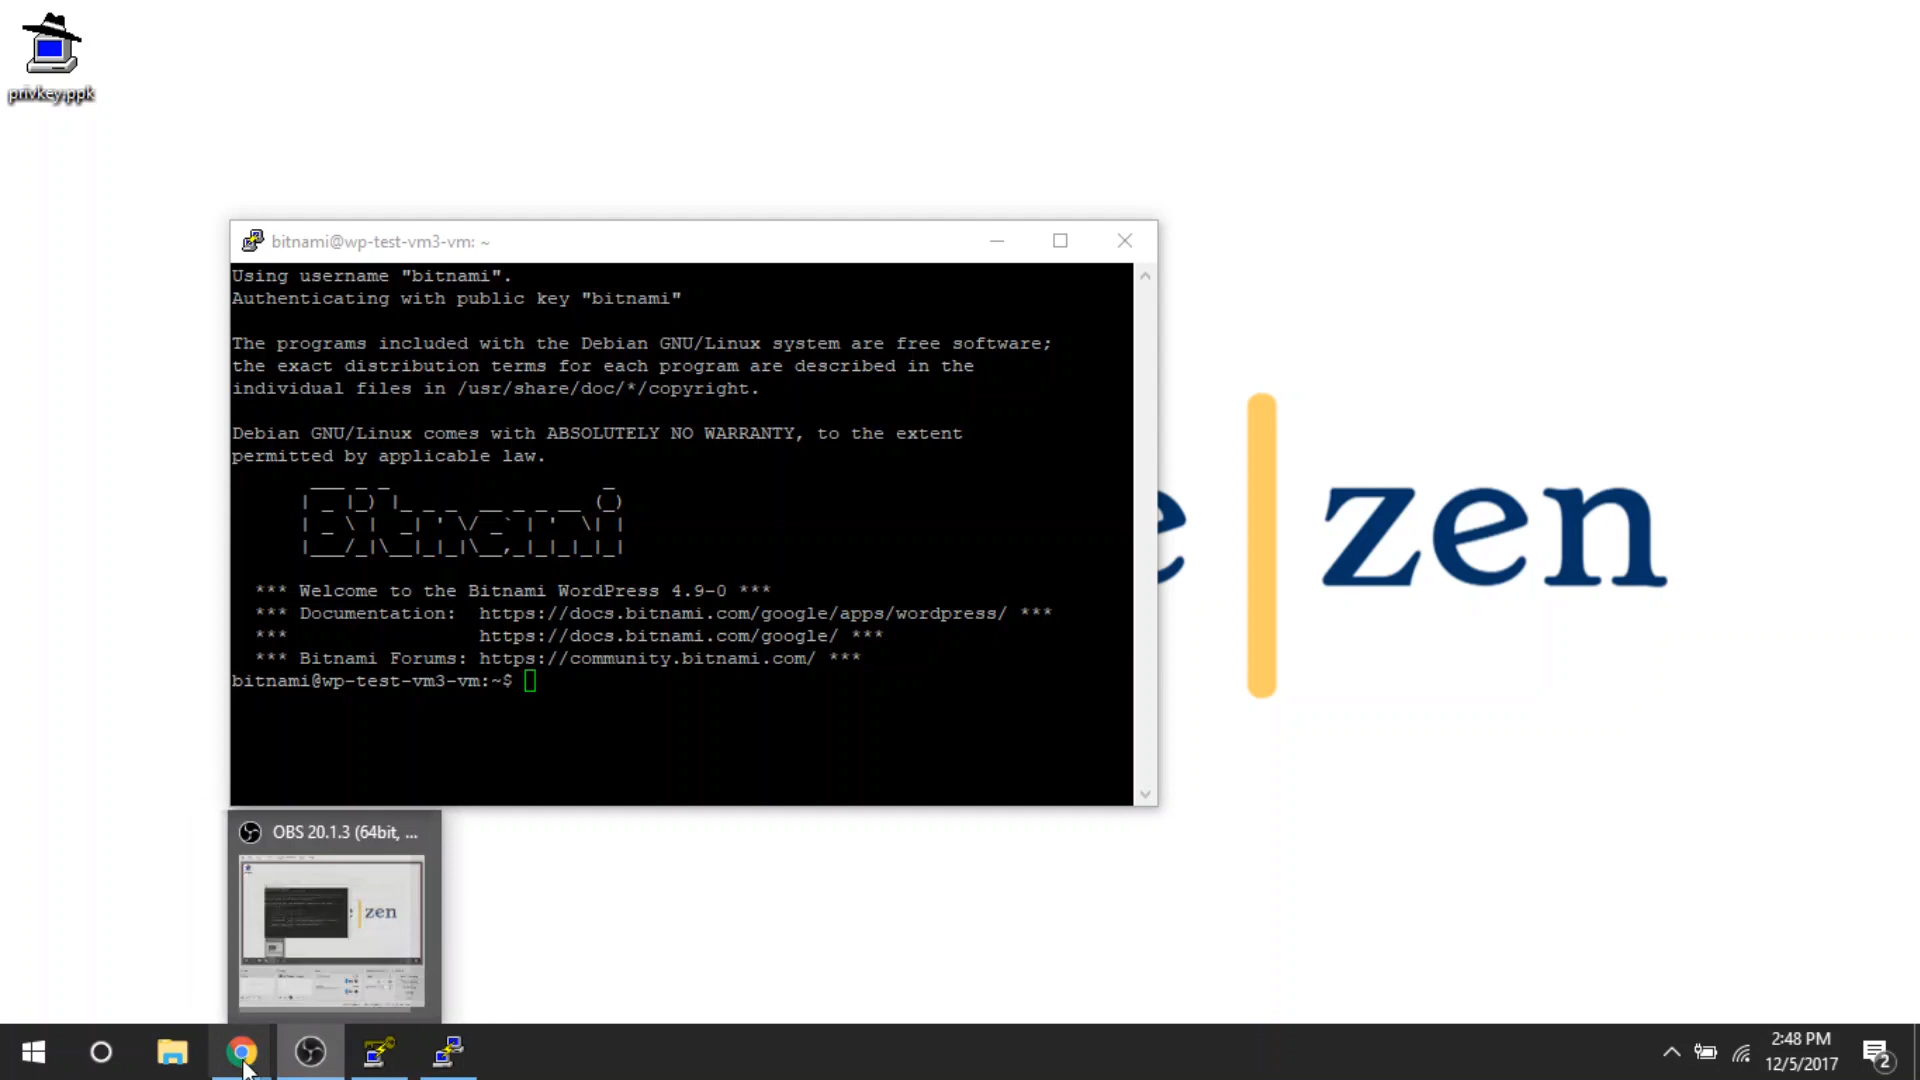 privkey.ppk
bitnami@wp-test-vm3-vm: ~
Using username "bitnami".
Authenticating with public key "bitnami"
The programs included with the Debian GNU/Linux system are free software;
the exact distribution terms for each program are described in the
individual files in /usr/share/doc/*/copyright.
Debian GNU/Linux comes with ABSOLUTELY NO WARRANTY, to the extent
permitted by applicable law.
Bitnami
*** Welcome to the Bitnami WordPress 4.9-0 ***
*** Documentation:  https://docs.bitnami.com/google/apps/wordpress/ ***
***                 https://docs.bitnami.com/google/ ***
*** Bitnami Forums: https://community.bitnami.com/ ***
bitnami@wp-test-vm3-vm:~$
e | zen
OBS 20.1.3 (64bit, ...
zen
2:48 PM
12/5/2017
2